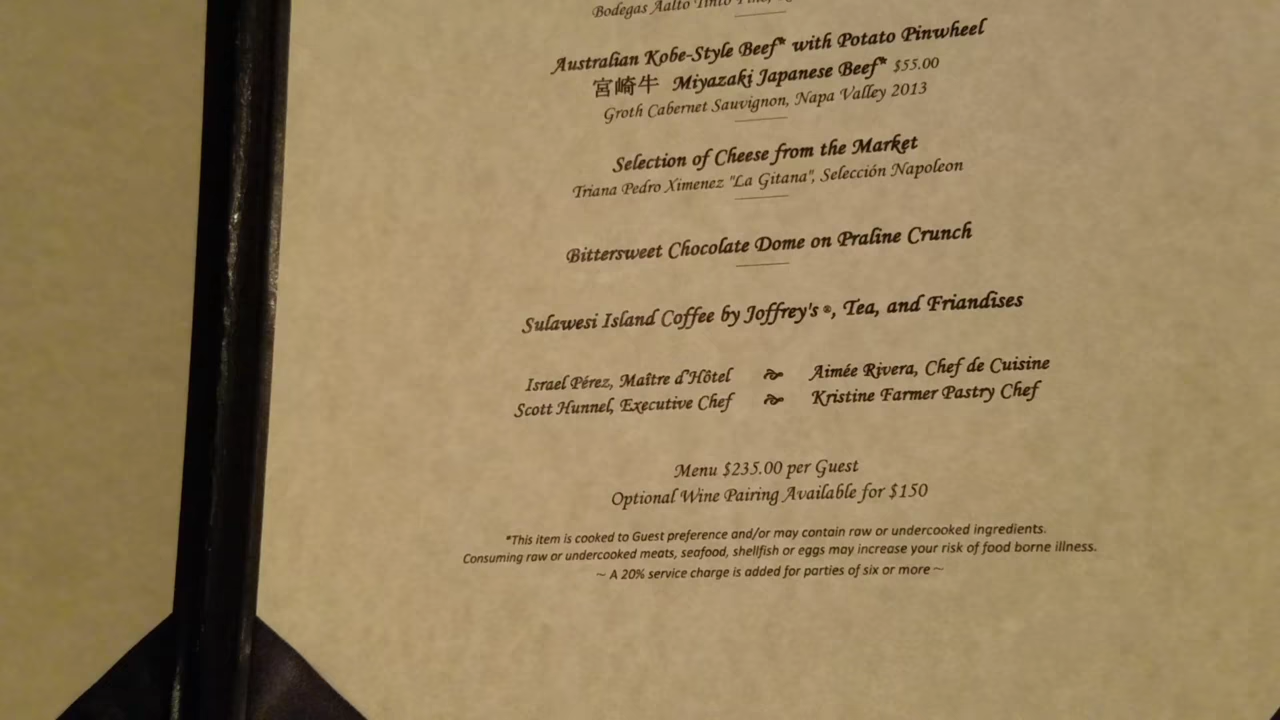 Bodegas Aalto Tinto Fino,
Australian Kobe-Style Beef* with Potato Pinwheel
宮崎牛 Miyazaki Japanese Beef* $55.00
Groth Cabernet Sauvignon, Napa Valley 2013
Selection of Cheese from the Market
Triana Pedro Ximenez "La Gitana", Selección Napoleon
Bittersweet Chocolate Dome on Praline Crunch
Sulawesi Island Coffee by Joffrey's ®, Tea, and Friandises
Israel Pérez, Maître d'Hôtel Aimée Rivera, Chef de Cuisine
Scott Hunnel, Executive Chef Kristine Farmer Pastry Chef
Menu $235.00 per Guest
Optional Wine Pairing Available for $150
*This item is cooked to Guest preference and/or may contain raw or undercooked ingredients.
Consuming raw or undercooked meats, seafood, shellfish or eggs may increase your risk of food borne illness.
~ A 20% service charge is added for parties of six or more ~